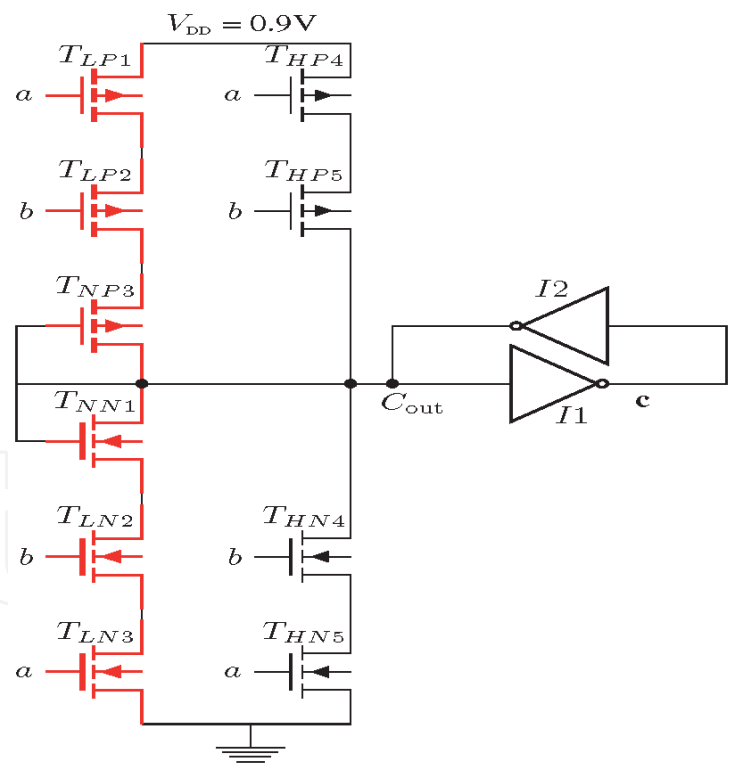 V_DD = 0.9V
T_LP1
T_HP4
a
a
T_LP2
T_HP5
b
b
T_NP3
I2
T_NN1
C_out
I1
c
T_LN2
T_HN4
b
b
T_LN3
T_HN5
a
a